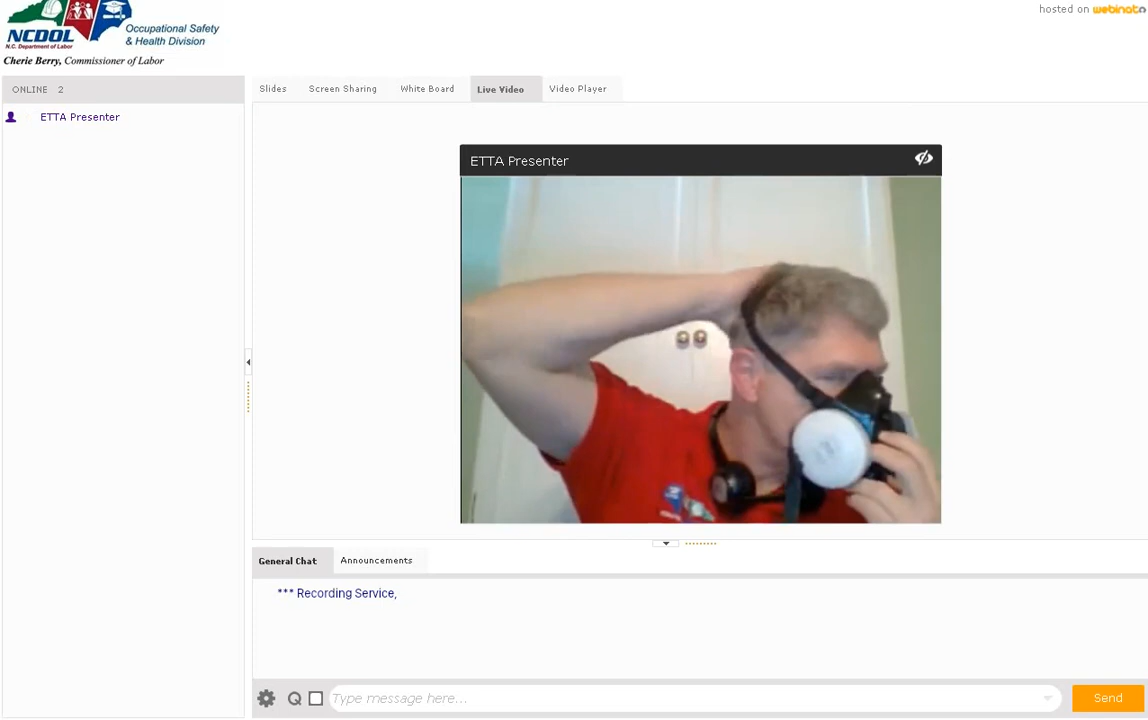 hosted on webinato
NCDOL
N.C. Department of Labor
Occupational Safety
& Health Division
Cherie Berry, Commissioner of Labor
ONLINE 2
Slides Screen Sharing White Board Live Video Video Player
ETTA Presenter
ETTA Presenter
General Chat Announcements
*** Recording Service,
Q Type message here... Send